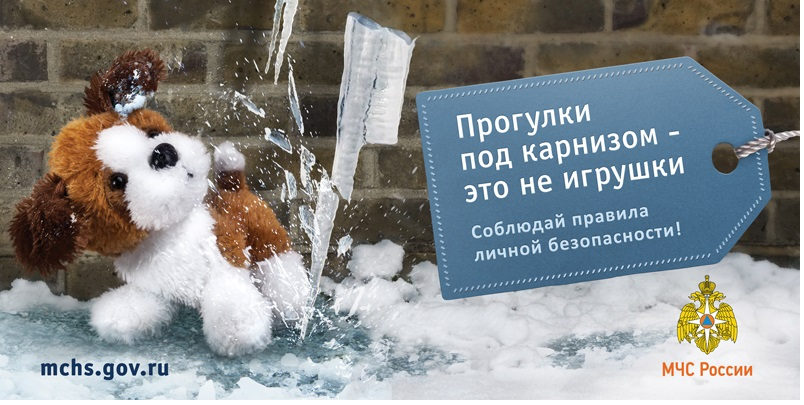 Прогулки
под карнизом -
это не игрушки
Соблюдай правила
личной безопасности!
mchs.gov.ru
МЧС России